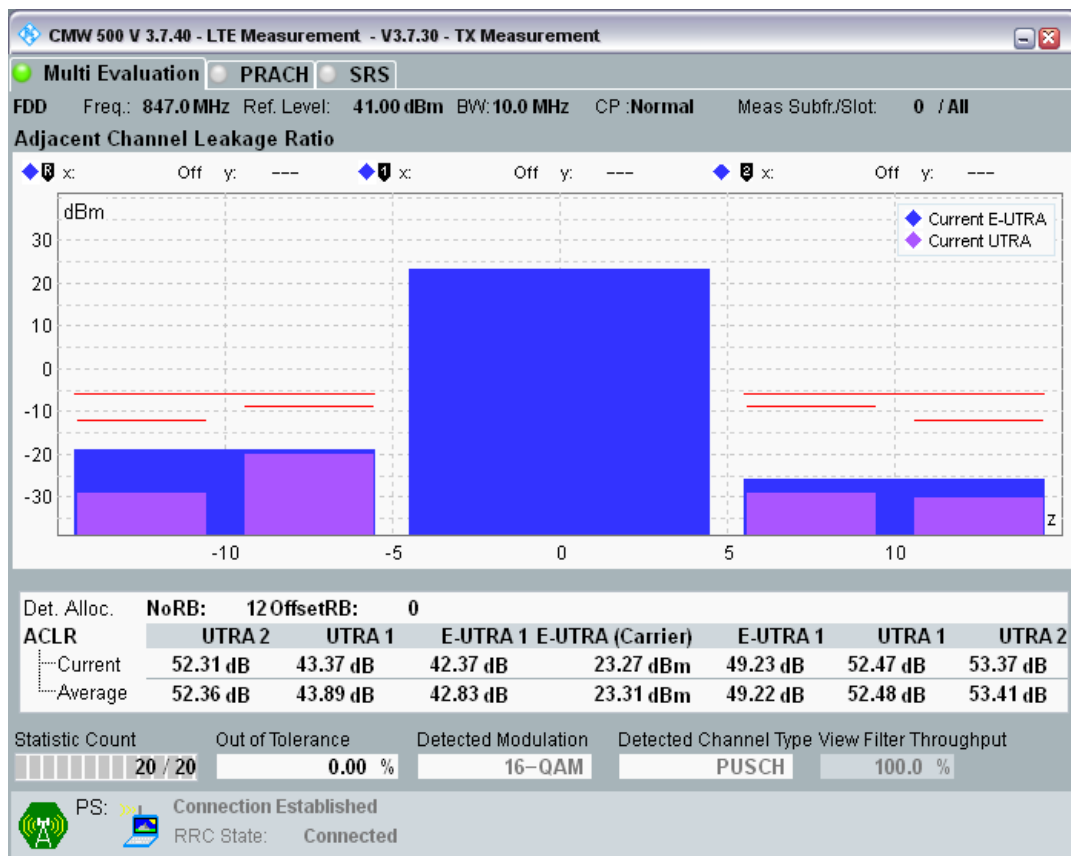 CMW 500 V 3.7.40 - LTE Measurement - V3.7.30 - TX Measurement
Multi Evaluation PRACH SRS
FDD Freq.: 847.0 MHz Ref. Level: 41.00 dBm BW: 10.0 MHz CP :Normal Meas Subfr./Slot: 0 / All
Adjacent Channel Leakage Ratio
R x: Off y: --- 1 x: Off y: --- 2 x: Off y: ---
dBm
Current E-UTRA
Current UTRA
30
20
10
0
-10
-20
-30
z
-10 -5 0 5 10
Det. Alloc. NoRB: 12 OffsetRB: 0
ACLR UTRA 2 UTRA 1 E-UTRA 1 E-UTRA (Carrier) E-UTRA 1 UTRA 1 UTRA 2
Current 52.31 dB 43.37 dB 42.37 dB 23.27 dBm 49.23 dB 52.47 dB 53.37 dB
Average 52.36 dB 43.89 dB 42.83 dB 23.31 dBm 49.22 dB 52.48 dB 53.41 dB
Statistic Count Out of Tolerance Detected Modulation Detected Channel Type View Filter Throughput
20 / 20 0.00 % 16-QAM PUSCH 100.0 %
PS: Connection Established
RRC State: Connected